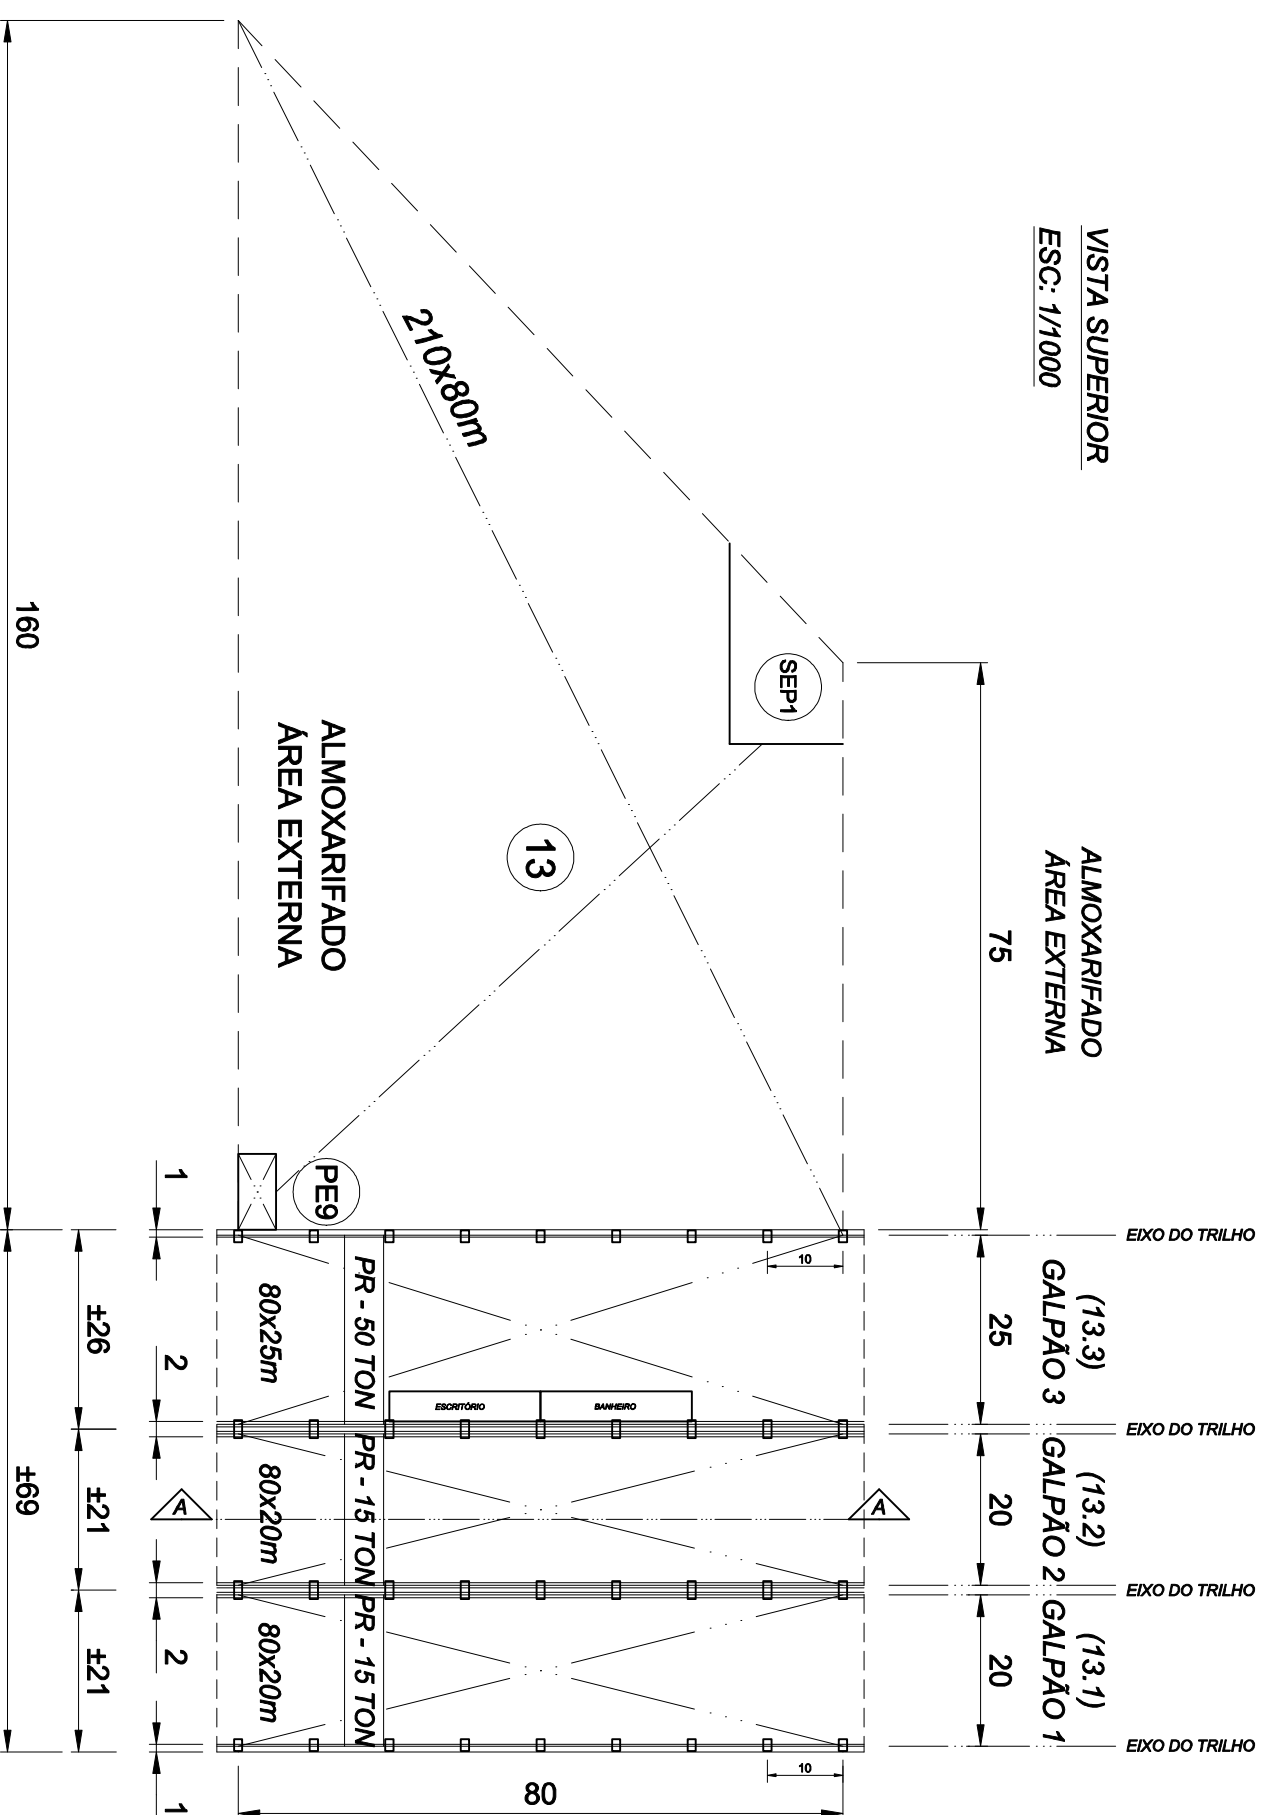 VISTA SUPERIOR
ESC: 1/1000
ALMOXARIFADO
ÁREA EXTERNA
75
(13.3)
GALPÃO 3
25
(13.2)
GALPÃO 2
20
(13.1)
GALPÃO 1
20
EIXO DO TRILHO
EIXO DO TRILHO
EIXO DO TRILHO
EIXO DO TRILHO
10
10
SEP1
210x80m
13
ALMOXARIFADO
ÁREA EXTERNA
PE9
PR - 50 TON
80x25m
ESCRITÓRIO
BANHEIRO
PR - 15 TON
80x20m
PR - 15 TON
80x20m
A
A
80
1
2
2
1
±26
±21
±21
160
±69